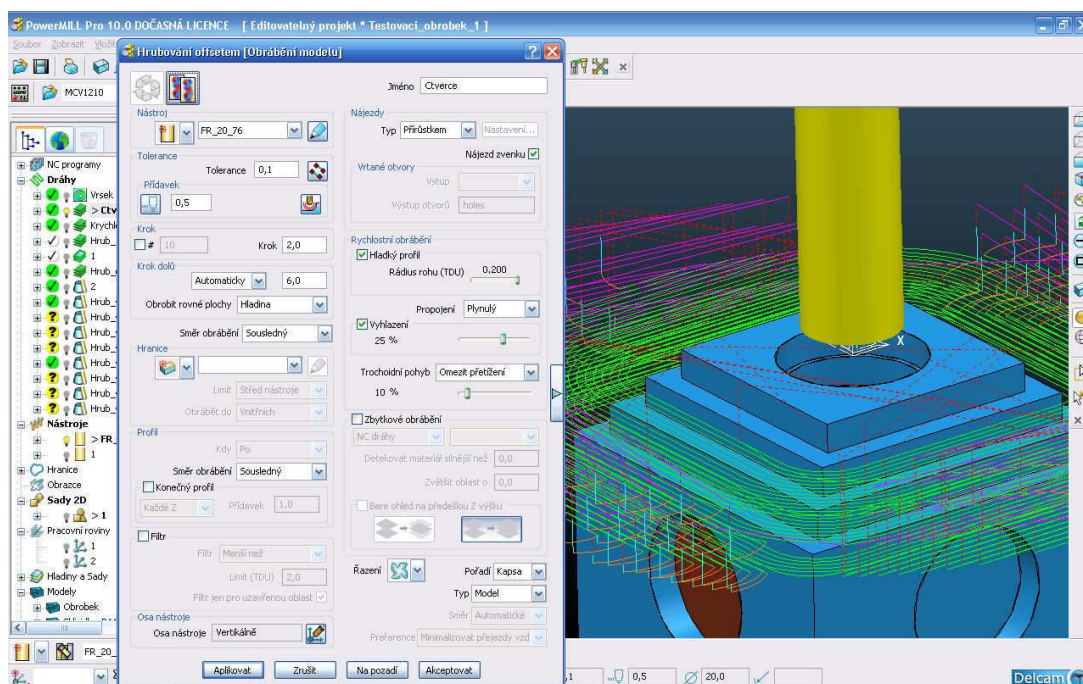 PowerMILL Pro 10.0 DOČASNÁ LICENCE [ Editovatelný projekt * Testovaci_obrobek_1 ]
Soubor Zobrazit
MCV1210
NC programy
Dráhy
Vrsek
> Ctv
Krychl
Hrub_
1
Hrub_
2
Hrub_
Hrub_
Hrub_
Hrub_
Hrub_
Hrub_
Hrub_
Nástroje
> FR_
1
Hranice
Obrazce
Sady 2D
> 1
Pracovní roviny
1
2
Hladiny a Sady
Modely
Obrobek
FR_20_
Hrubování offsetem [Obrábění modelu]
Jméno Ctverce
Nástroj
FR_20_76
Tolerance
Tolerance 0,1
Přídavek
0,5
Krok
# 10 Krok 2,0
Krok dolů
Automaticky 6,0
Obrobit rovné plochy Hladina
Směr obrábění Sousledný
Hranice
Limit Střed nástroje
Obrábět do Vnitřních
Profil
Kdy Po
Směr obrábění Sousledný
Konečný profil
Každé Z Přídavek 1,0
Filtr
Filtr Menší než
Limit (TDU) 2,0
Filtr jen pro uzavřenou oblast
Osa nástroje
Osa nástroje Vertikálně
Nájezdy
Typ Přírůstkem Nastavení...
Nájezd zvenku
Vrtané otvory
Vstup
Výstup otvorů holes
Rychlostní obrábění
Hladký profil
Rádius rohu (TDU) 0,200
Propojení Plynulý
Vyhlazení
25 %
Trochoidní pohyb Omezit přetížení
10 %
Zbytkové obrábění
NC dráhy
Detekovat materiál silnější než 0,0
Zvětšit oblast o 0,0
Bere ohled na předešlou Z výšku
Řazení Pořadí Kapsa
Typ Model
Směr Automatické
Preference Minimalizovat přejezdy vzd
Aplikovat Zrušit Na pozadí Akceptovat
X
,1 0,5 20,0
Delcam